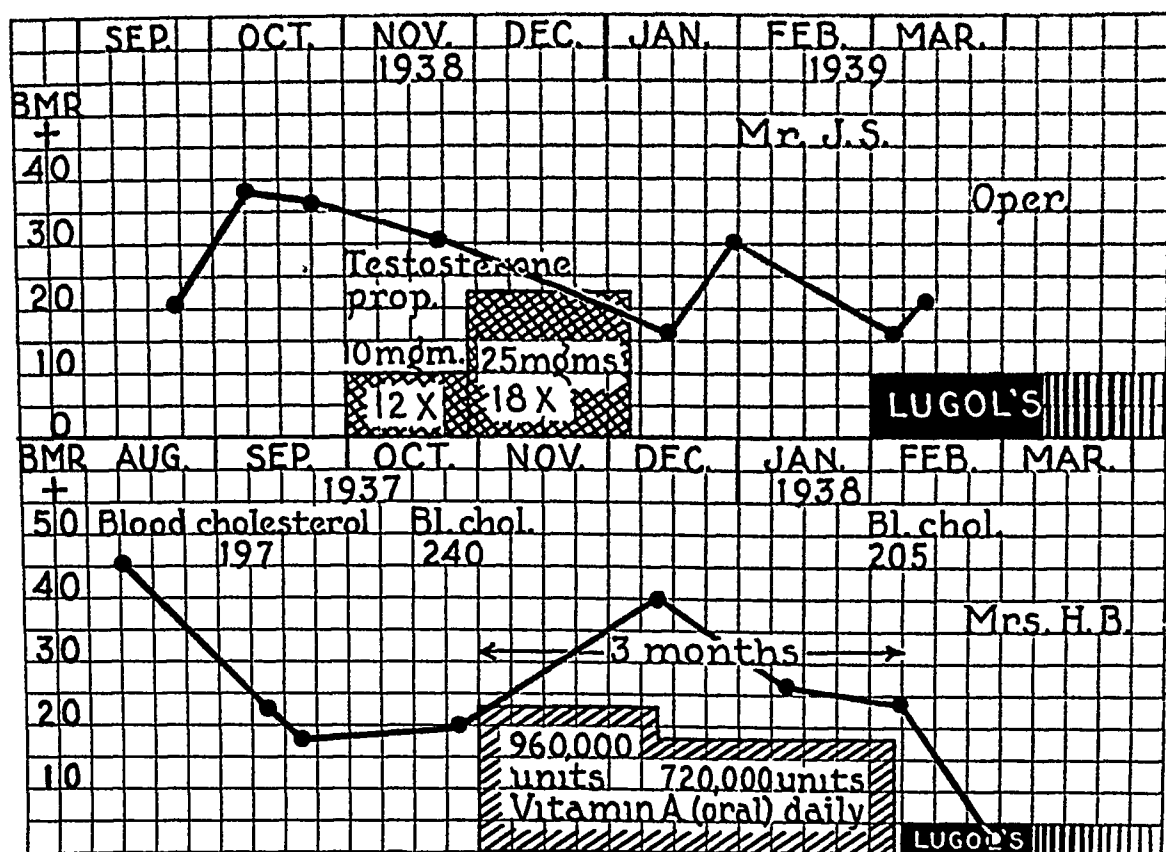 SEP. OCT. NOV. DEC. JAN. FEB. MAR.
1938 1939
BMR
+
Mr. J.S.
40
Oper.
30
Testosterone
prop.
20
10mgm. 25mgms
10
12 X 18 X
LUGOL'S
0
BMR AUG. SEP. OCT. NOV. DEC. JAN. FEB. MAR.
+
1937 1938
50 Blood cholesterol Bl. chol. Bl. chol.
197 240 205
40
Mrs. H.B.
30
3 months
20
960,000
units 720,000 units
10
Vitamin A (oral) daily
LUGOL'S